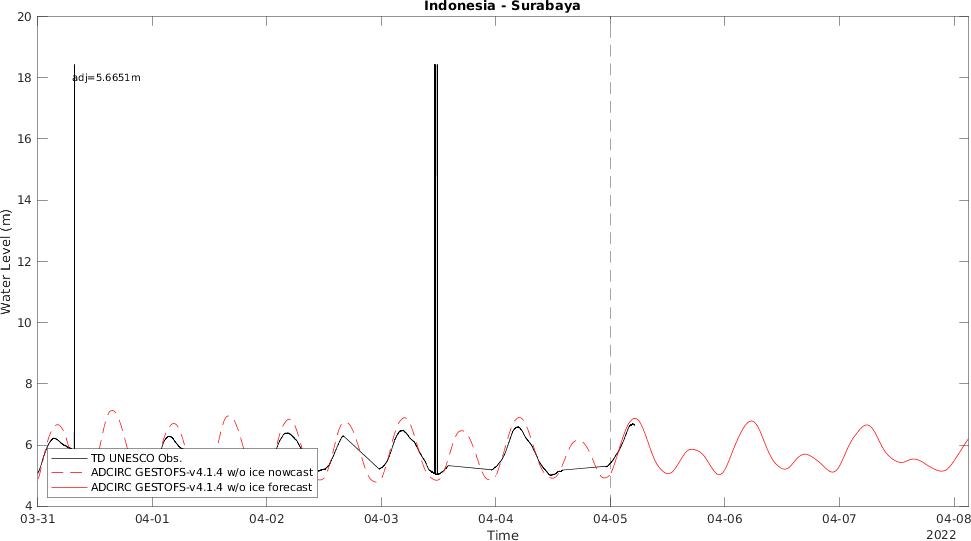 Indonesia - Surabaya
20
18
16
14
12
10
8
6
4
Water Level (m)
adj=5.6651m
TD UNESCO Obs.
ADCIRC GESTOFS-v4.1.4 w/o ice nowcast
ADCIRC GESTOFS-v4.1.4 w/o ice forecast
03-31 04-01 04-02 04-03 04-04 04-05 04-06 04-07 04-08
Time
2022